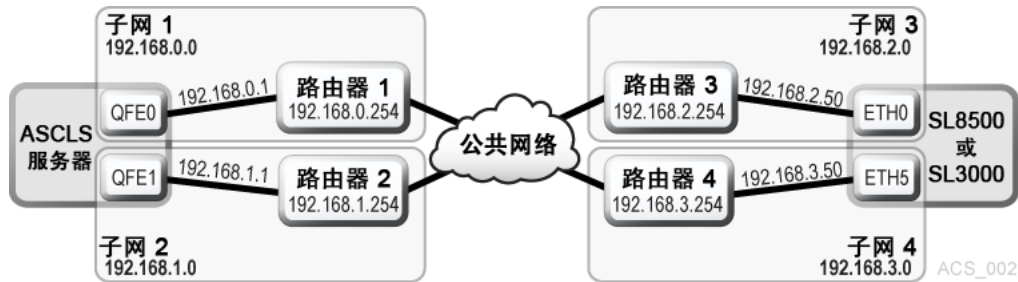 子网 1
192.168.0.0
子网 3
192.168.2.0
ASCLS
服务器
QFE0
192.168.0.1
路由器 1
192.168.0.254
QFE1
192.168.1.1
路由器 2
192.168.1.254
公共网络
路由器 3
192.168.2.254
192.168.2.50
ETH0
路由器 4
192.168.3.254
192.168.3.50
ETH5
SL8500
或
SL3000
子网 2
192.168.1.0
子网 4
192.168.3.0
ACS_002